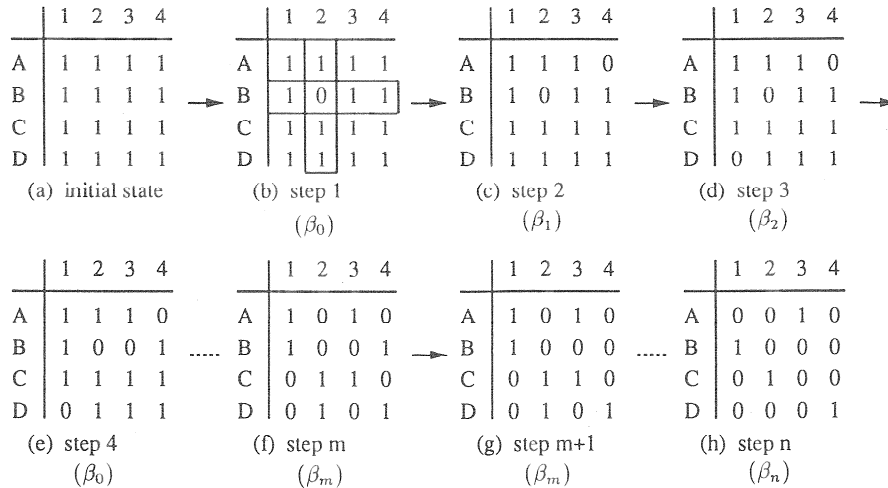 1 2 3 4
A 1 1 1 1
B 1 1 1 1
C 1 1 1 1
D 1 1 1 1
(a) initial state
1 2 3 4
A 1 1 1 1
B 1 0 1 1
C 1 1 1 1
D 1 1 1 1
(b) step 1
(β₀)
1 2 3 4
A 1 1 1 0
B 1 0 1 1
C 1 1 1 1
D 1 1 1 1
(c) step 2
(β₁)
1 2 3 4
A 1 1 1 0
B 1 0 1 1
C 1 1 1 1
D 0 1 1 1
(d) step 3
(β₂)
1 2 3 4
A 1 1 1 0
B 1 0 0 1
C 1 1 1 1
D 0 1 1 1
(e) step 4
(β₀)
.....
1 2 3 4
A 1 0 1 0
B 1 0 0 1
C 0 1 1 0
D 0 1 0 1
(f) step m
(βₘ)
1 2 3 4
A 1 0 1 0
B 1 0 0 0
C 0 1 1 0
D 0 1 0 1
(g) step m+1
(βₘ)
.....
1 2 3 4
A 0 0 1 0
B 1 0 0 0
C 0 1 0 0
D 0 0 0 1
(h) step n
(βₙ)